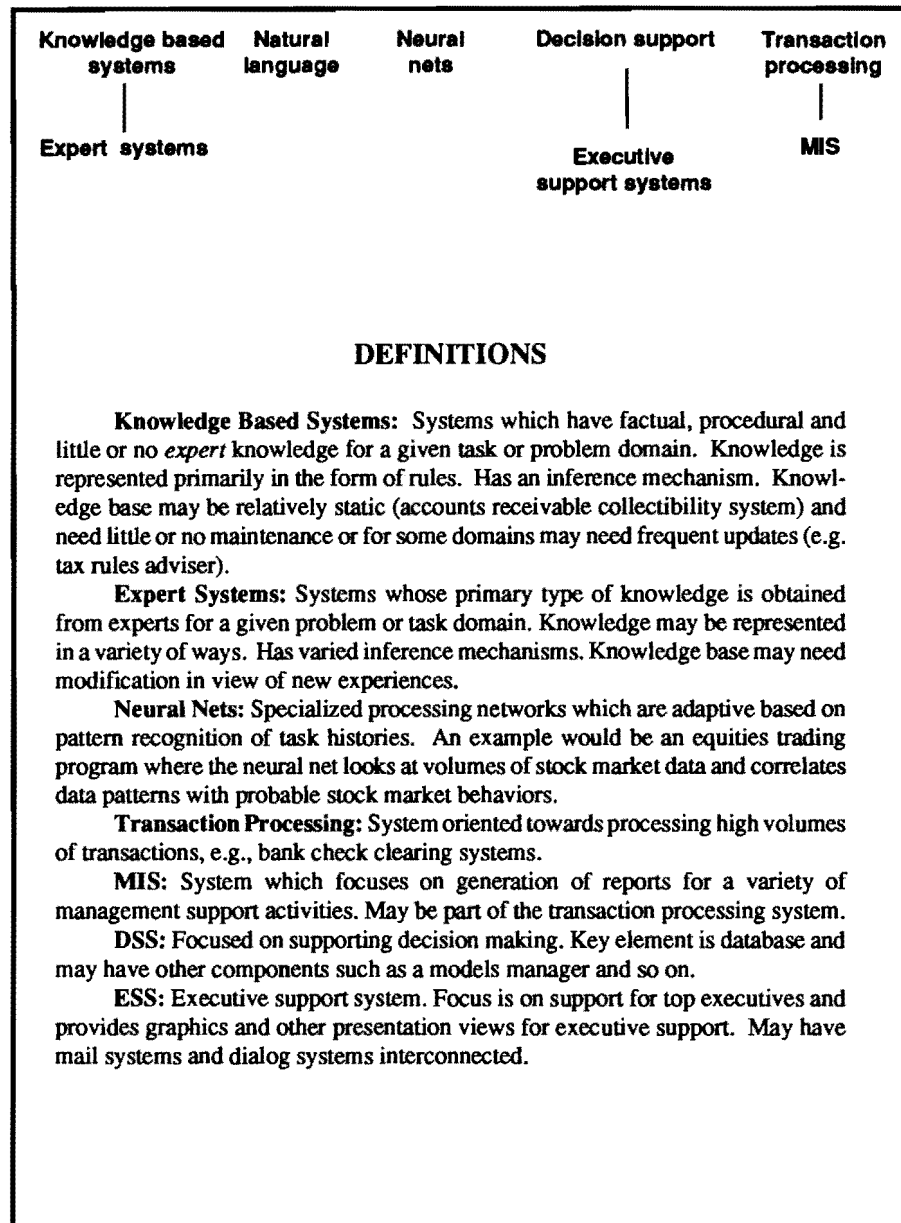 Knowledge based Natural Neural Decision support Transaction
systems language nets processing
Expert systems Executive MIS
support systems
DEFINITIONS
Knowledge Based Systems: Systems which have factual, procedural and
little or no expert knowledge for a given task or problem domain. Knowledge is
represented primarily in the form of rules. Has an inference mechanism. Knowl-
edge base may be relatively static (accounts receivable collectibility system) and
need little or no maintenance or for some domains may need frequent updates (e.g.
tax rules adviser).
Expert Systems: Systems whose primary type of knowledge is obtained
from experts for a given problem or task domain. Knowledge may be represented
in a variety of ways. Has varied inference mechanisms. Knowledge base may need
modification in view of new experiences.
Neural Nets: Specialized processing networks which are adaptive based on
pattern recognition of task histories. An example would be an equities trading
program where the neural net looks at volumes of stock market data and correlates
data patterns with probable stock market behaviors.
Transaction Processing: System oriented towards processing high volumes
of transactions, e.g., bank check clearing systems.
MIS: System which focuses on generation of reports for a variety of
management support activities. May be part of the transaction processing system.
DSS: Focused on supporting decision making. Key element is database and
may have other components such as a models manager and so on.
ESS: Executive support system. Focus is on support for top executives and
provides graphics and other presentation views for executive support. May have
mail systems and dialog systems interconnected.